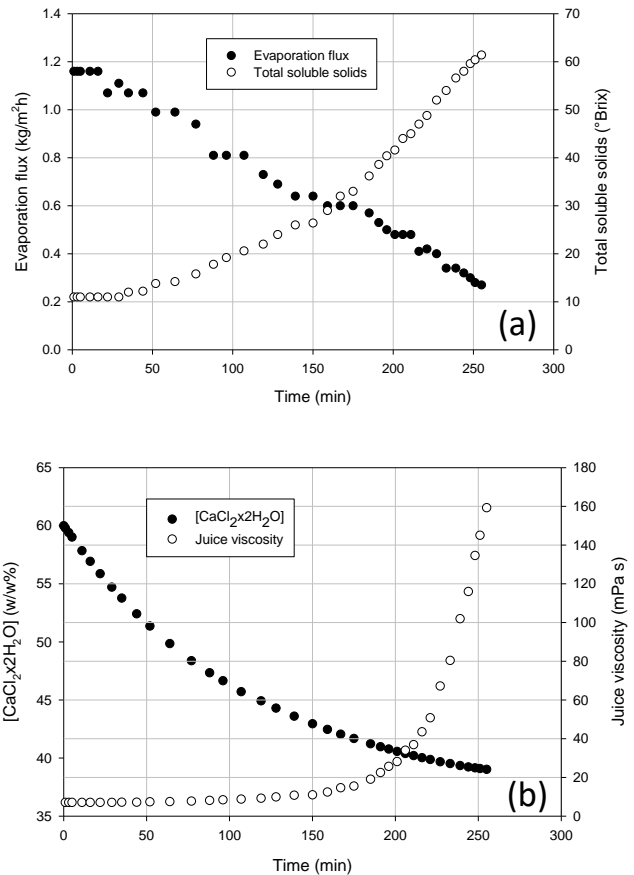 70
1.4
Evaporation flux
Total soluble solids
60
1.2
50
1.0
40
0.8
30
0.6
20
0.4
10
0.2
0
0.0
Evaporation flux (kg/m²h)
Total soluble solids (°Brix)
(a)
0 50 100 150 200 250 300
Time (min)
65
180
[CaCl₂x2H₂O]
Juice viscosity
160
60
140
55
120
100
50
80
45
60
40
40
20
35
0
[CaCl₂x2H₂O] (w/w%)
Juice viscosity (mPa s)
(b)
0 50 100 150 200 250 300
Time (min)